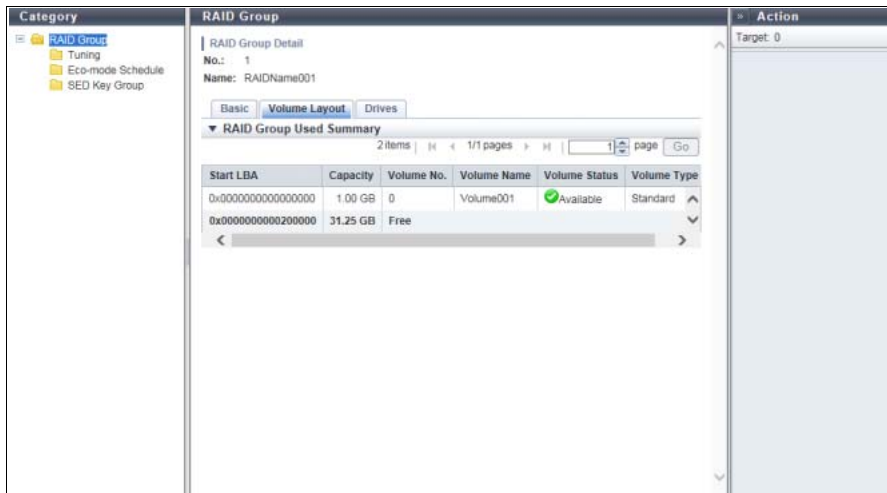 Category
RAID Group
Tuning
Eco-mode Schedule
SED Key Group
RAID Group
RAID Group Detail
No.: 1
Name: RAIDName001
Basic Volume Layout Drives
RAID Group Used Summary
2 items 1/1 pages 1 page Go
Start LBA Capacity Volume No. Volume Name Volume Status Volume Type
0x0000000000000000 1.00 GB 0 Volume001 Available Standard
0x0000000000200000 31.25 GB Free
» Action
Target: 0